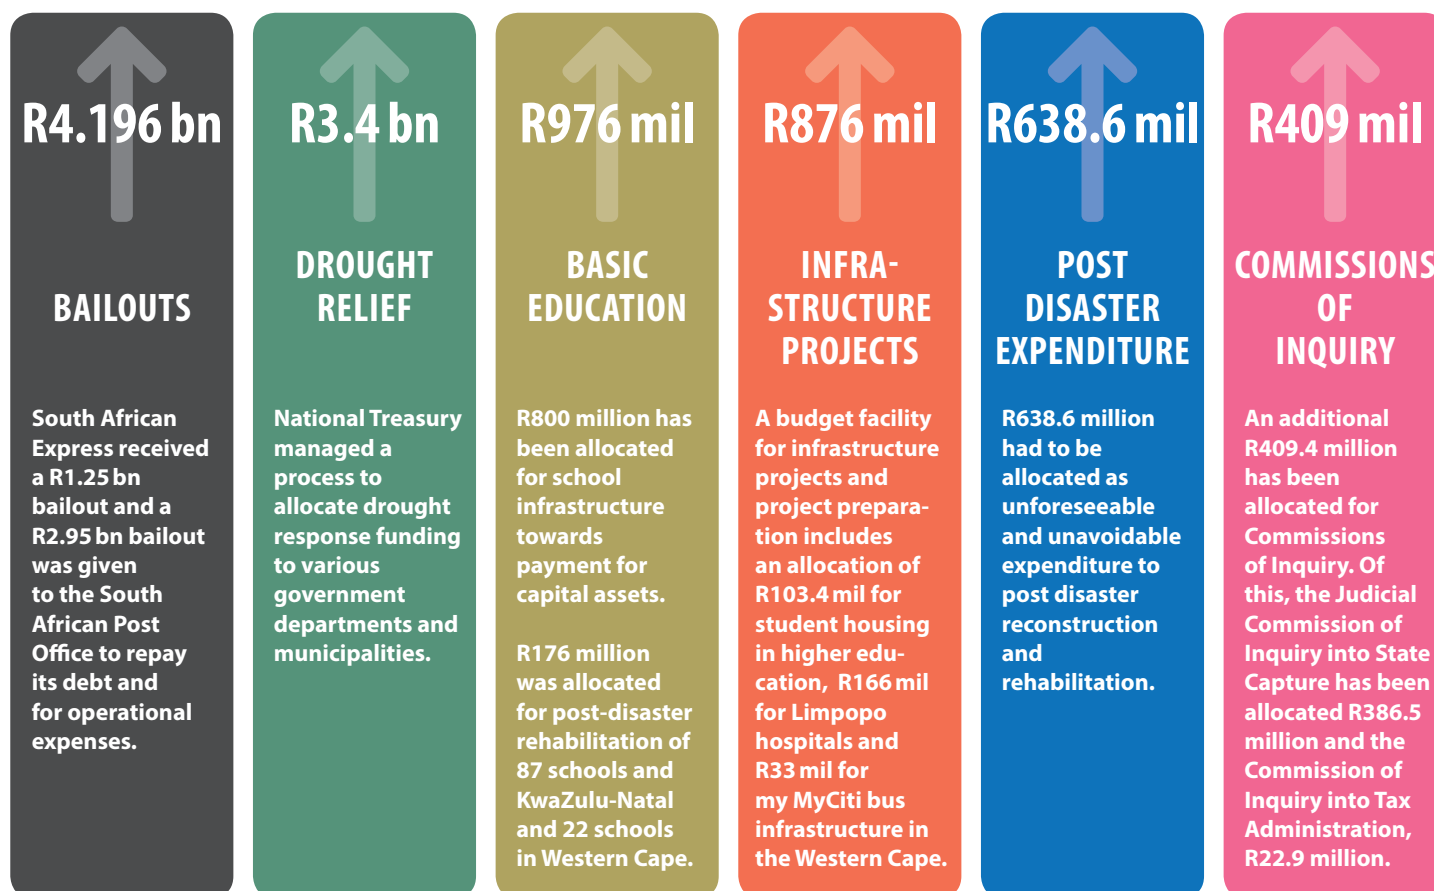 R4.196 bn
BAILOUTS
South African
Express received
a R1.25 bn
bailout and a
R2.95 bn bailout
was given
to the South
African Post
Office to repay
its debt and
for operational
expenses.
R3.4 bn
DROUGHT
RELIEF
National Treasury
managed a
process to
allocate drought
response funding
to various
government
departments and
municipalities.
R976 mil
BASIC
EDUCATION
R800 million has
been allocated
for school
infrastructure
towards
payment for
capital assets.
R176 million
was allocated
for post-disaster
rehabilitation of
87 schools and
KwaZulu-Natal
and 22 schools
in Western Cape.
R876 mil
INFRA-
STRUCTURE
PROJECTS
A budget facility
for infrastructure
projects and
project prepara-
tion includes
an allocation of
R103.4 mil for
student housing
in higher edu-
cation, R166 mil
for Limpopo
hospitals and
R33 mil for
my MyCiti bus
infrastructure in
the Western Cape.
R638.6 mil
POST
DISASTER
EXPENDITURE
R638.6 million
had to be
allocated as
unforeseeable
and unavoidable
expenditure to
post disaster
reconstruction
and
rehabilitation.
R409 mil
COMMISSIONS
OF
INQUIRY
An additional
R409.4 million
has been
allocated for
Commissions
of Inquiry. Of
this, the Judicial
Commission of
Inquiry into State
Capture has been
allocated R386.5
million and the
Commission of
Inquiry into Tax
Administration,
R22.9 million.